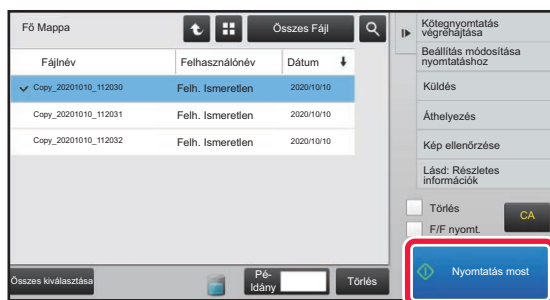 Fő Mappa
Összes Fájl
Fájlnév Felhasználónév Dátum
Copy_20201010_112030 Felh. Ismeretlen 2020/10/10
Copy_20201010_112031 Felh. Ismeretlen 2020/10/10
Copy_20201010_112032 Felh. Ismeretlen 2020/10/10
Összes kiválasztása
Pé-
ldány
Törlés
Kötegnyomtatás
végrehajtása
Beállítás módosítása
nyomtatáshoz
Küldés
Áthelyezés
Kép ellenőrzése
Lásd: Részletes
információk
Törlés
F/F nyomt.
CA
Nyomtatás most